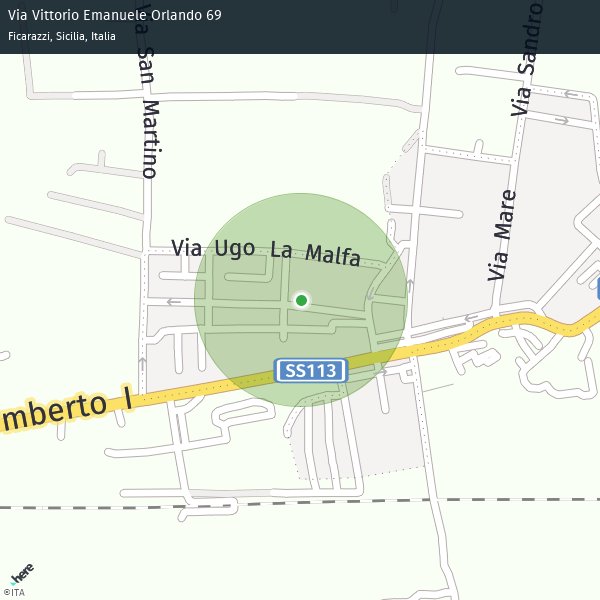 Via Vittorio Emanuele Orlando 69
Ficarazzi, Sicilia, Italia
Via San Martino
Via Sandro
Via Mare
Via Ugo La Malfa
SS113
mberto I
here
©ITA